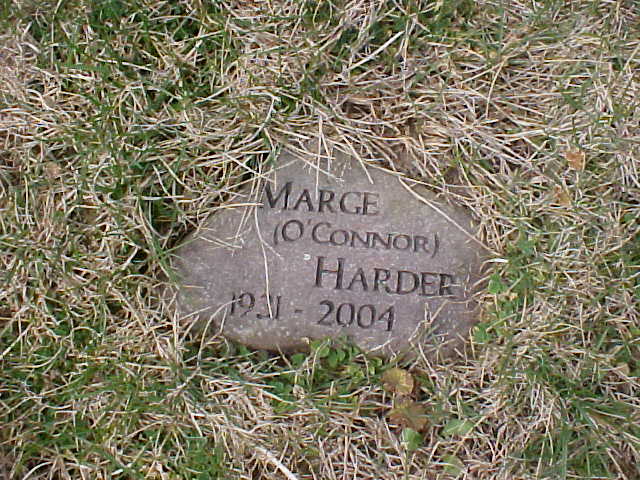 MARGE
(O'CONNOR)
HARDER
1931 - 2004